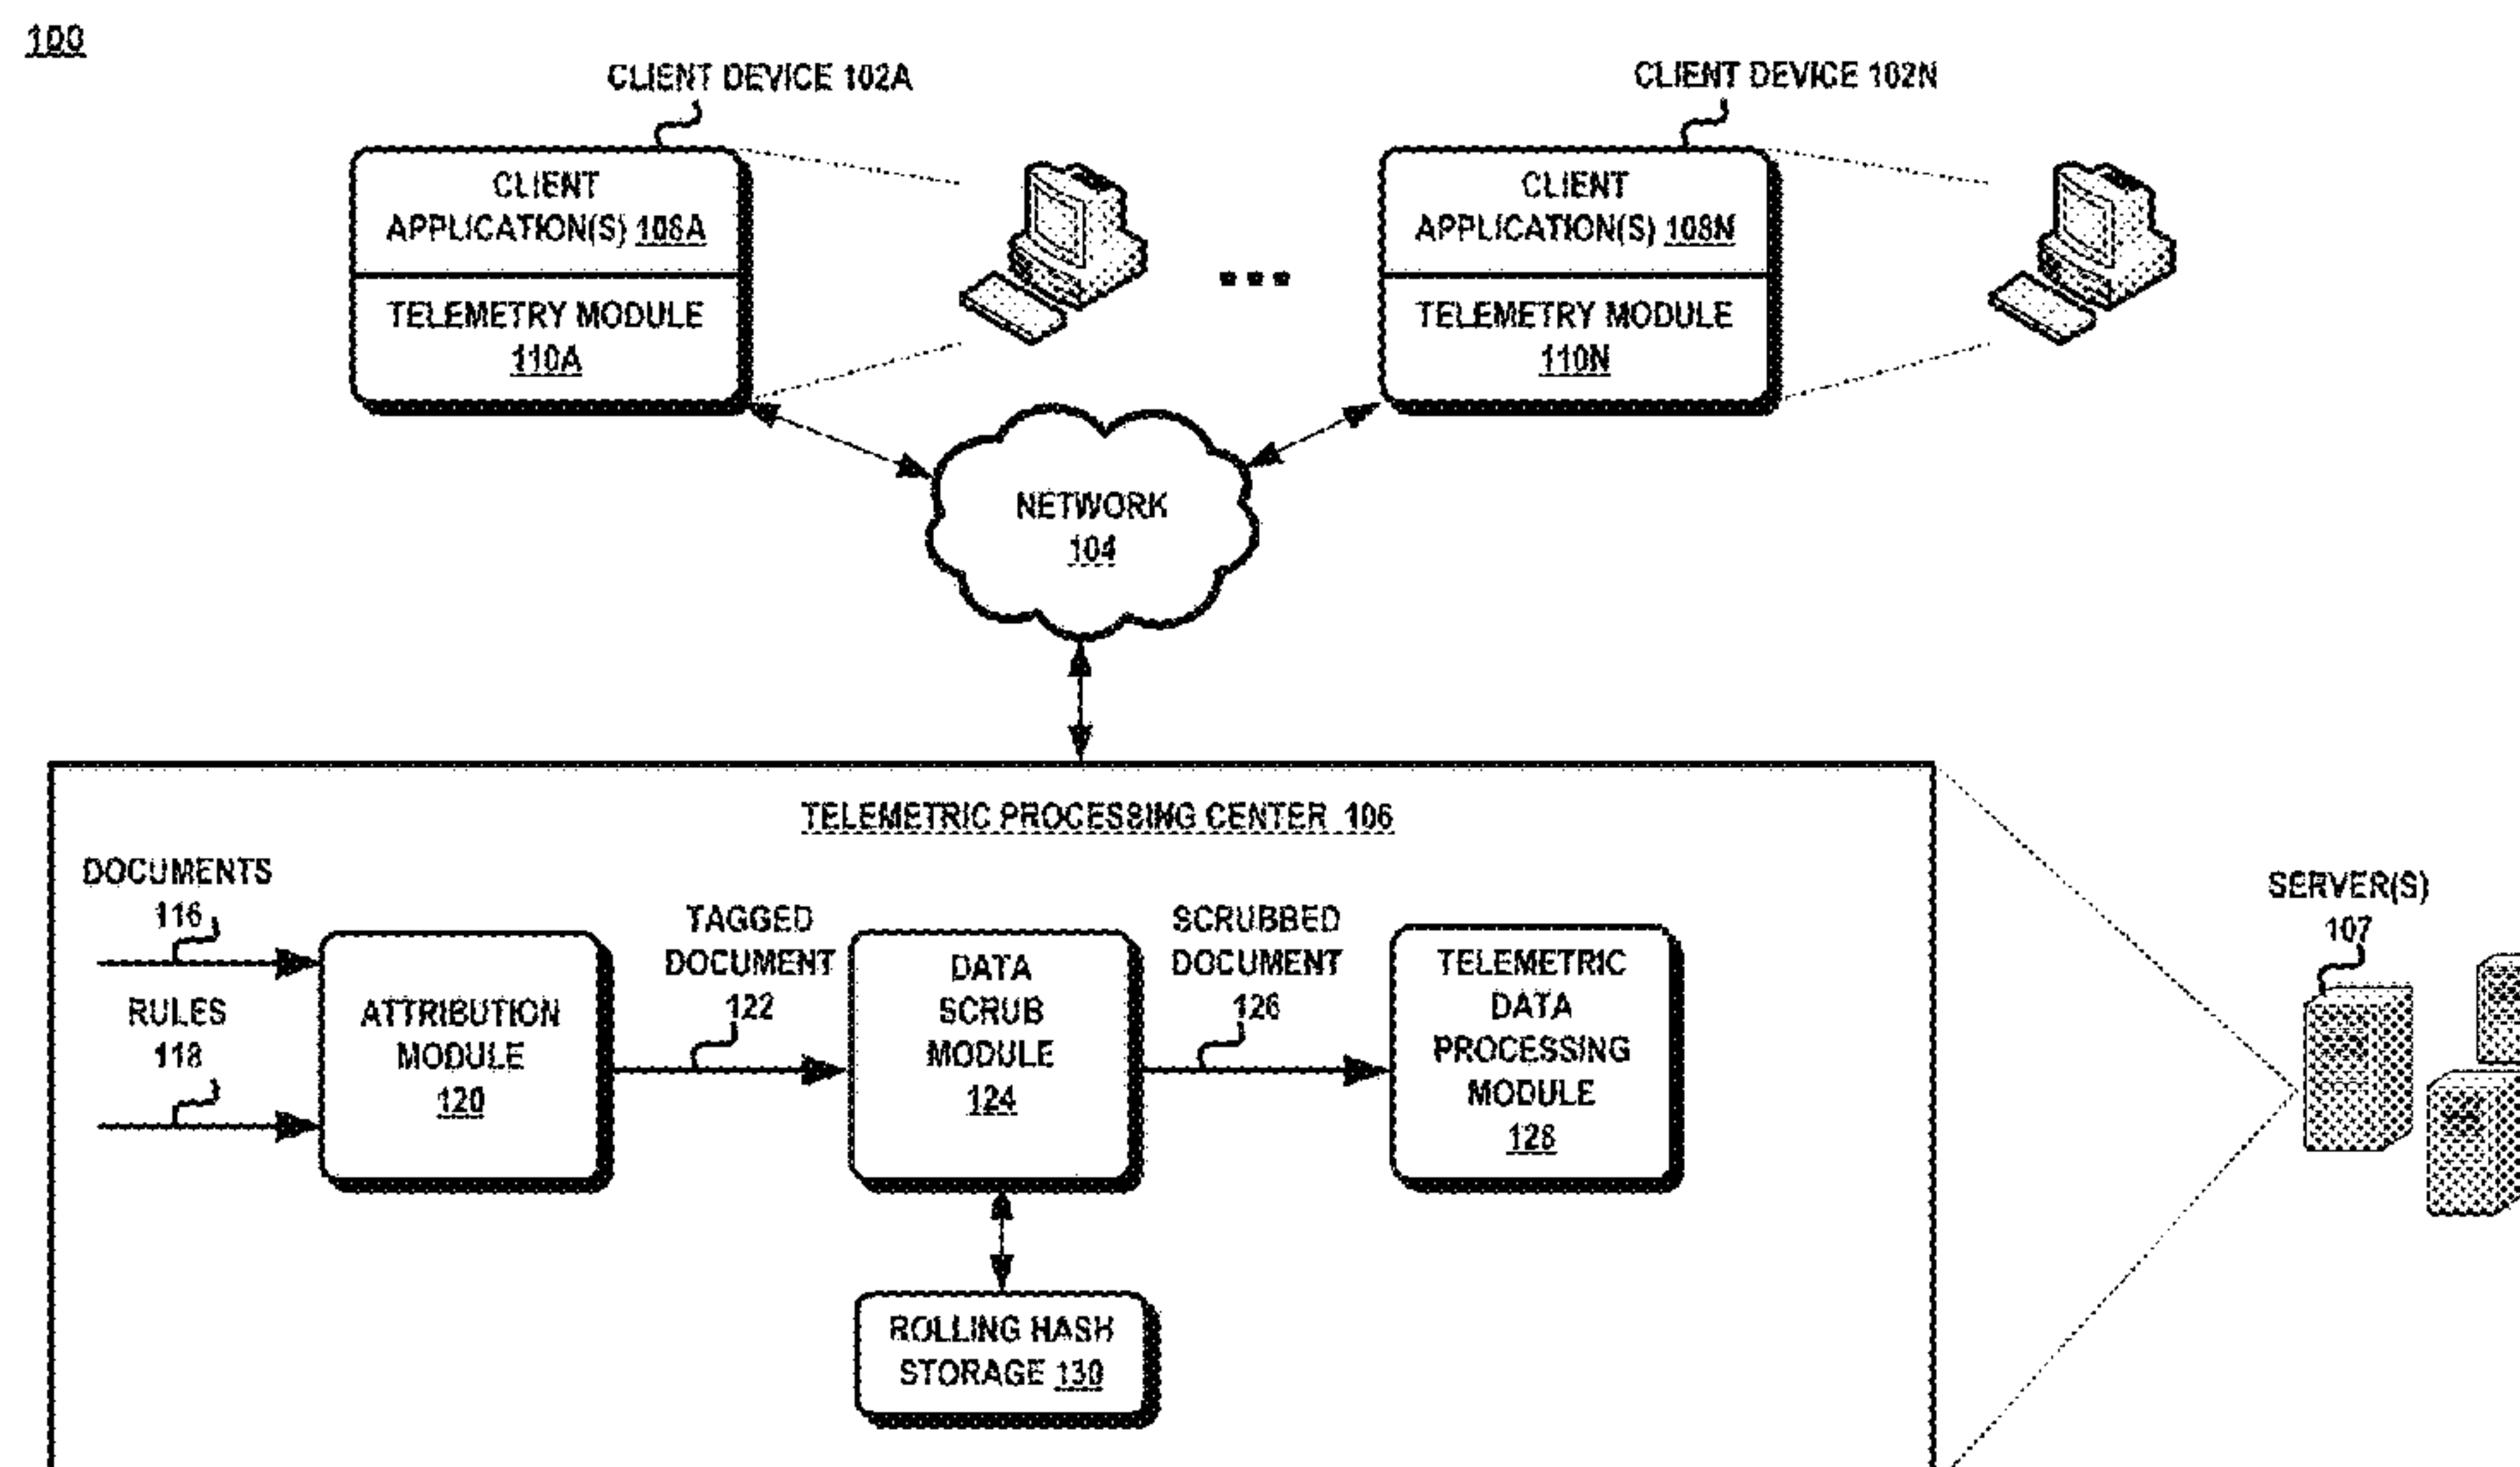 100
CLIENT DEVICE 102A
CLIENT DEVICE 102N
CLIENT
APPLICATION(S) 108A
TELEMETRY MODULE
110A
CLIENT
APPLICATION(S) 108N
TELEMETRY MODULE
110N
NETWORK
104
TELEMETRIC PROCESSING CENTER 106
DOCUMENTS
116
RULES
118
ATTRIBUTION
MODULE
120
TAGGED
DOCUMENT
122
DATA
SCRUB
MODULE
124
SCRUBBED
DOCUMENT
126
TELEMETRIC
DATA
PROCESSING
MODULE
128
ROLLING HASH
STORAGE 130
SERVER(S)
107